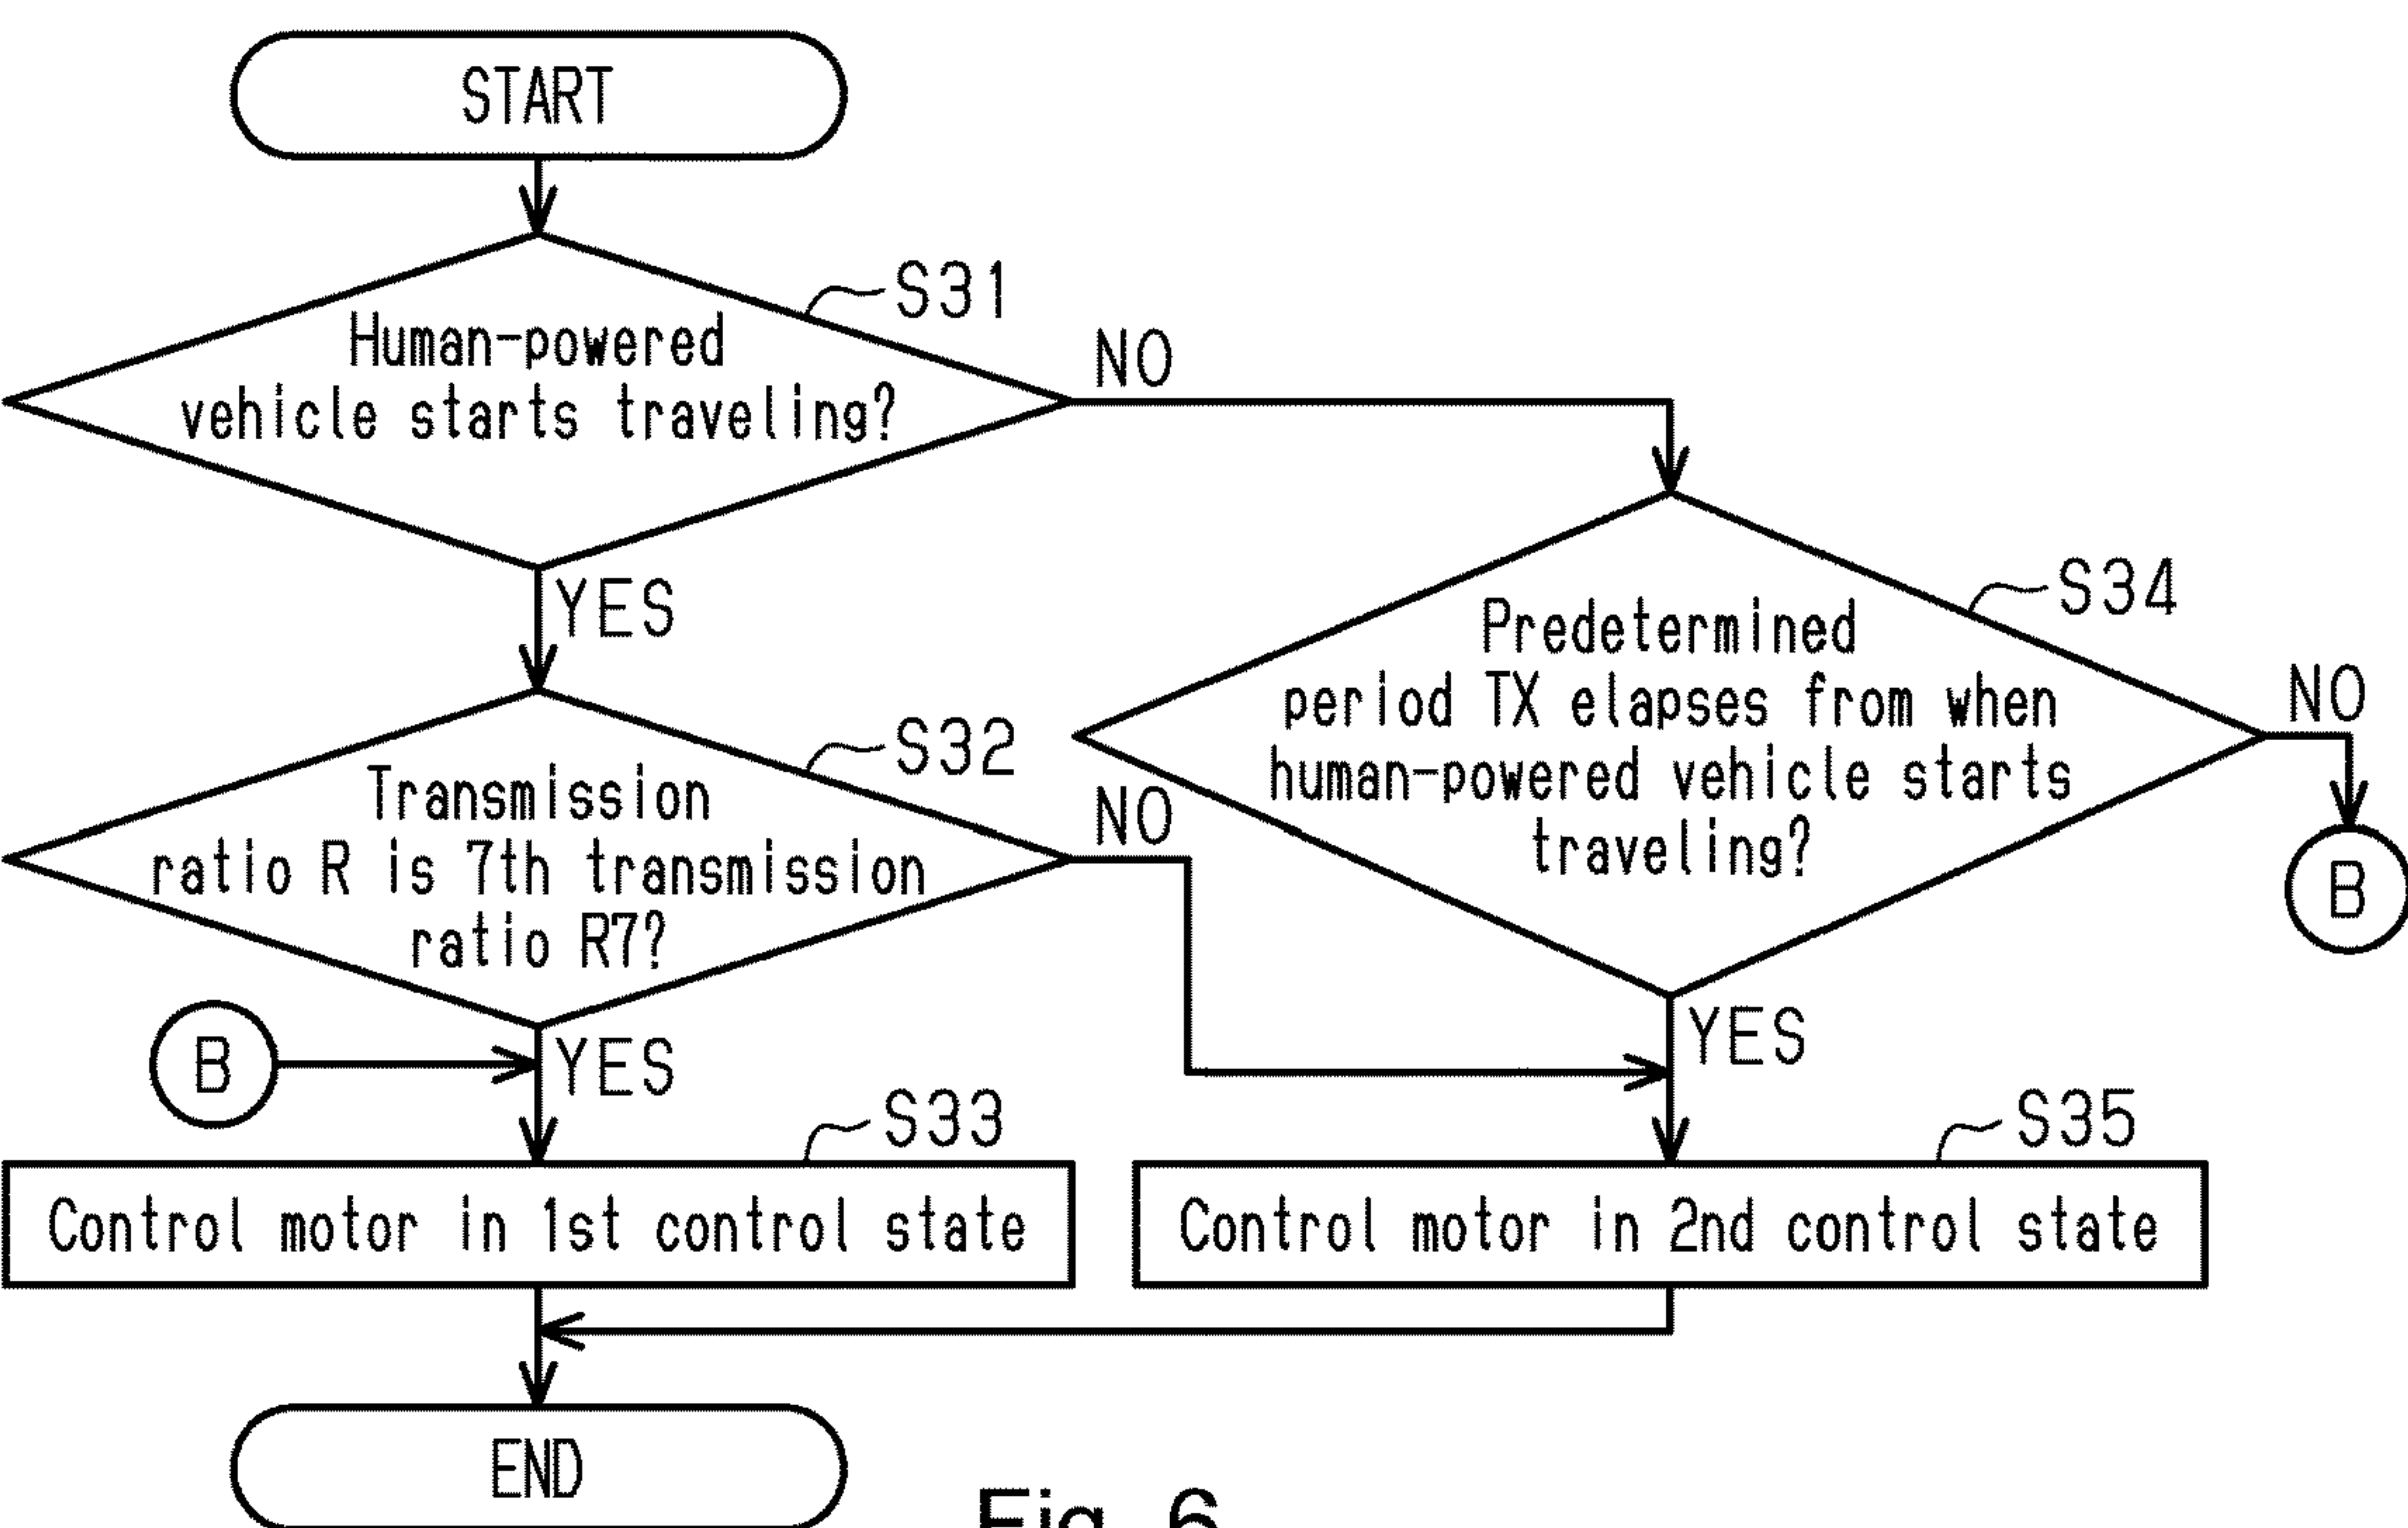 START
S31
Human-powered
vehicle starts traveling?
NO
YES
S32
Transmission
ratio R is 7th transmission
ratio R7?
NO
YES
B
S33
Control motor in 1st control state
S34
Predetermined
period TX elapses from when
human-powered vehicle starts
traveling?
NO
B
YES
S35
Control motor in 2nd control state
END
Fig. 6